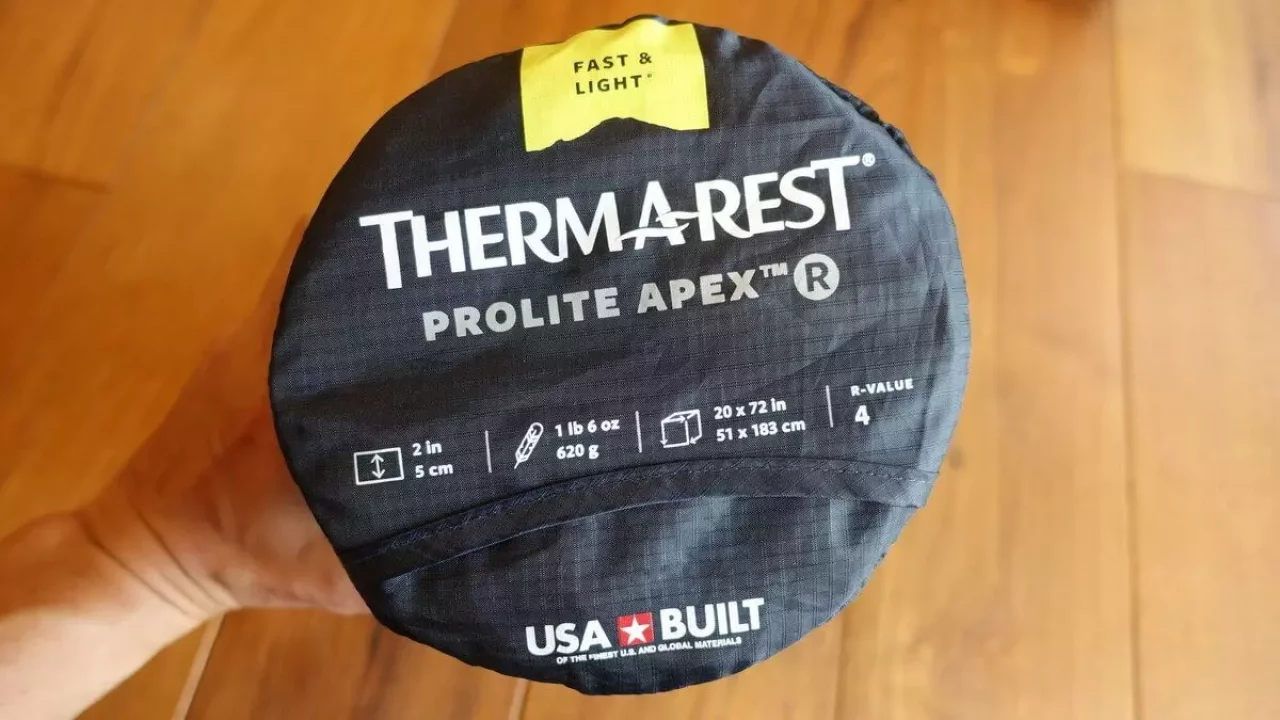 FAST &
LIGHT®
THERM-A-REST®
PROLITE APEX™ R
2 in
5 cm
1 lb 6 oz
620 g
20 x 72 in
51 x 183 cm
R-VALUE
4
USA BUILT
OF THE FINEST U.S. AND GLOBAL MATERIALS